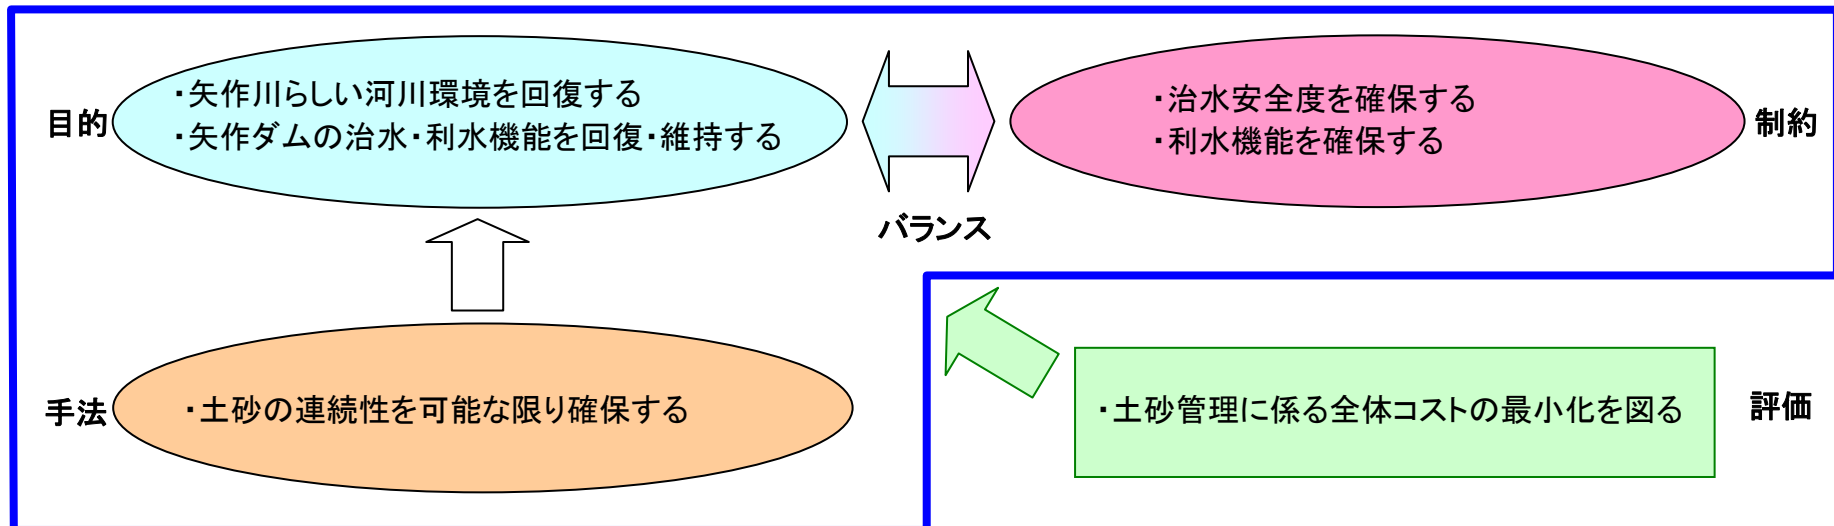 目的
・矢作川らしい河川環境を回復する
・矢作ダムの治水・利水機能を回復・維持する
・治水安全度を確保する
・利水機能を確保する
制約
バランス
手法
・土砂の連続性を可能な限り確保する
・土砂管理に係る全体コストの最小化を図る
評価